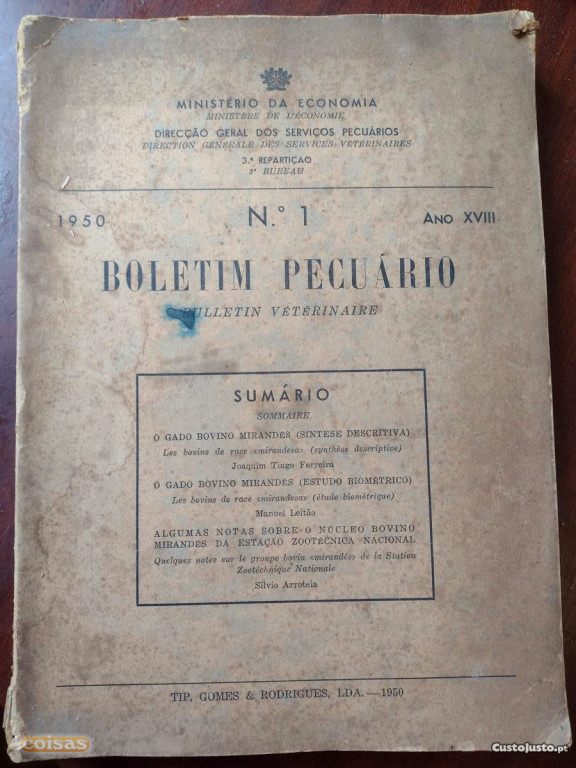 MINISTÉRIO DA ECONOMIA
MINISTÈRE DE L'ÉCONOMIE
DIRECÇÃO GERAL DOS SERVIÇOS PECUÁRIOS
DIRECTION GÉNÉRALE DES SERVICES VÉTÉRINAIRES
3.ª REPARTIÇÃO
BUREAU
1950 N.º 1 ANO XVIII
BOLETIM PECUÁRIO
BULLETIN VÉTÉRINAIRE
SUMÁRIO
SOMMAIRE
O GADO BOVINO MIRANDÊS (SÍNTESE DESCRITIVA)
Les bovins de race «mirandesa» (synthèse descriptive)
Joaquim Tiago Ferreira
O GADO BOVINO MIRANDÊS (ESTUDO BIOMÉTRICO)
Les bovins de race «mirandesa» (étude biométrique)
Manuel Leitão
ALGUMAS NOTAS SOBRE O NÚCLEO BOVINO
MIRANDÊS DA ESTAÇÃO ZOOTÉCNICA NACIONAL
Quelques notes sur le groupe bovin «mirandês» de la Station
Zootéchnique Nationale
Sílvio Arroteia
TIP. GOMES & RODRIGUES, LDA. — 1950
coisas
CustoJusto.pt